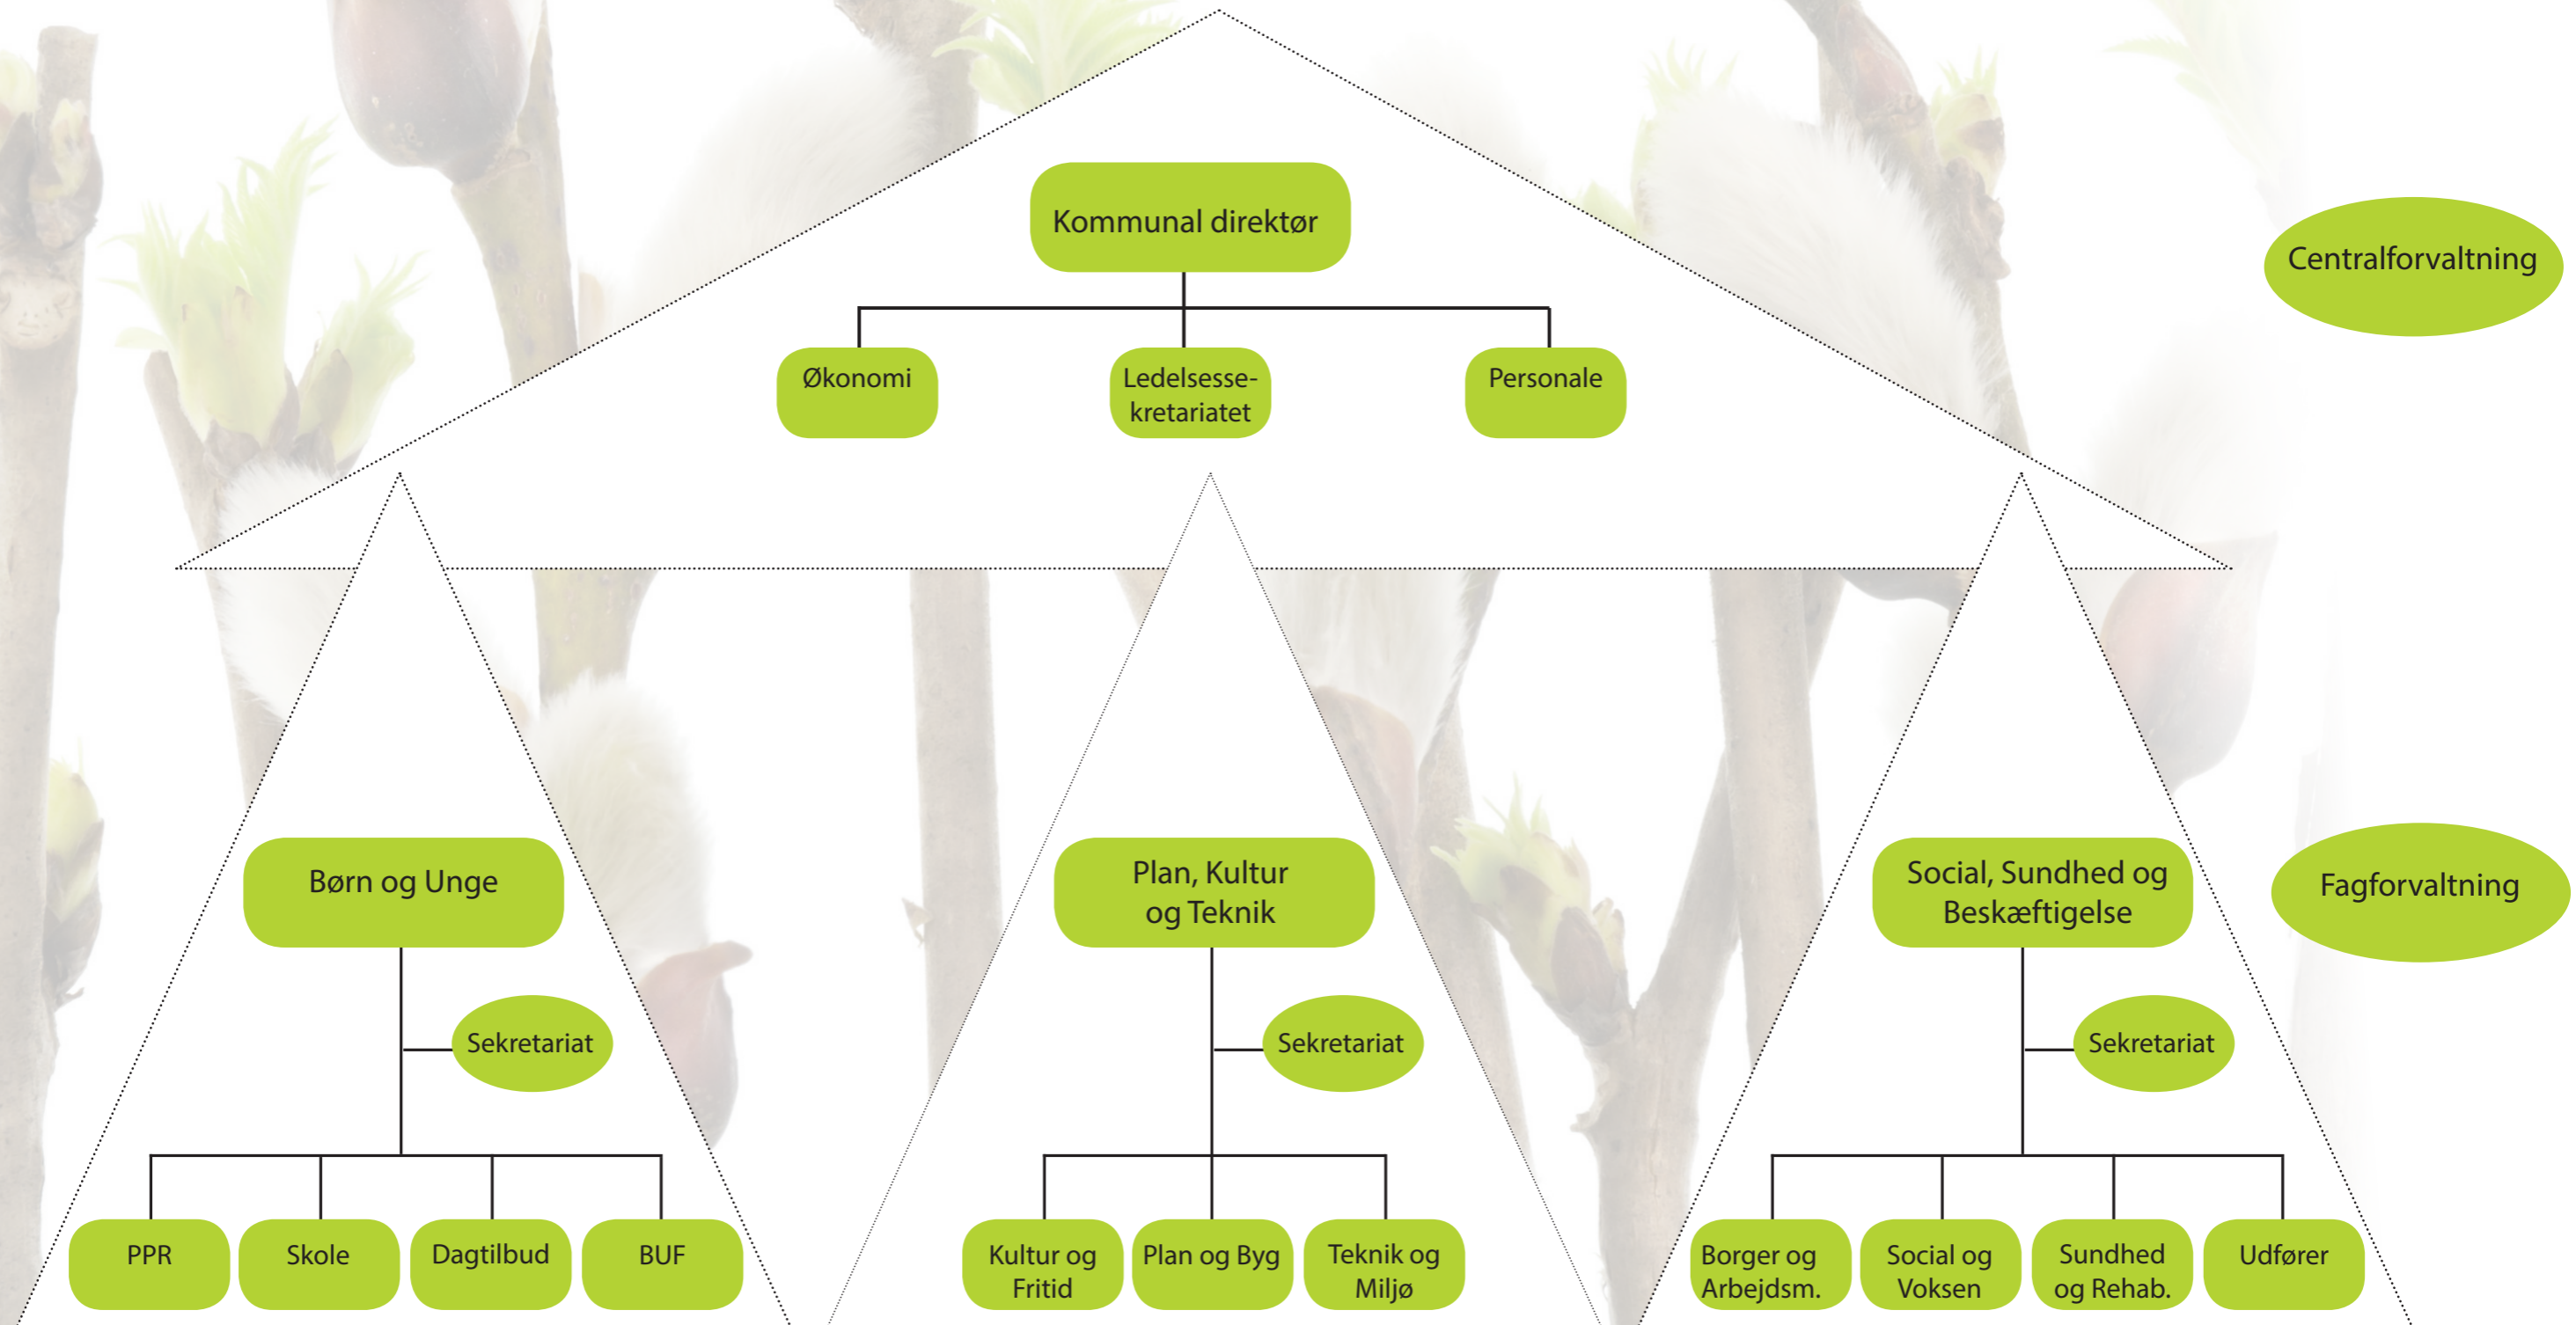 Kommunal direktør
Centralforvaltning
Økonomi
Ledelsesse-
kretariatet
Personale
Børn og Unge
Plan, Kultur
og Teknik
Social, Sundhed og
Beskæftigelse
Fagforvaltning
Sekretariat
Sekretariat
Sekretariat
PPR
Skole
Dagtilbud
BUF
Kultur og
Fritid
Plan og Byg
Teknik og
Miljø
Borger og
Arbejdsm.
Social og
Voksen
Sundhed
og Rehab.
Udfører